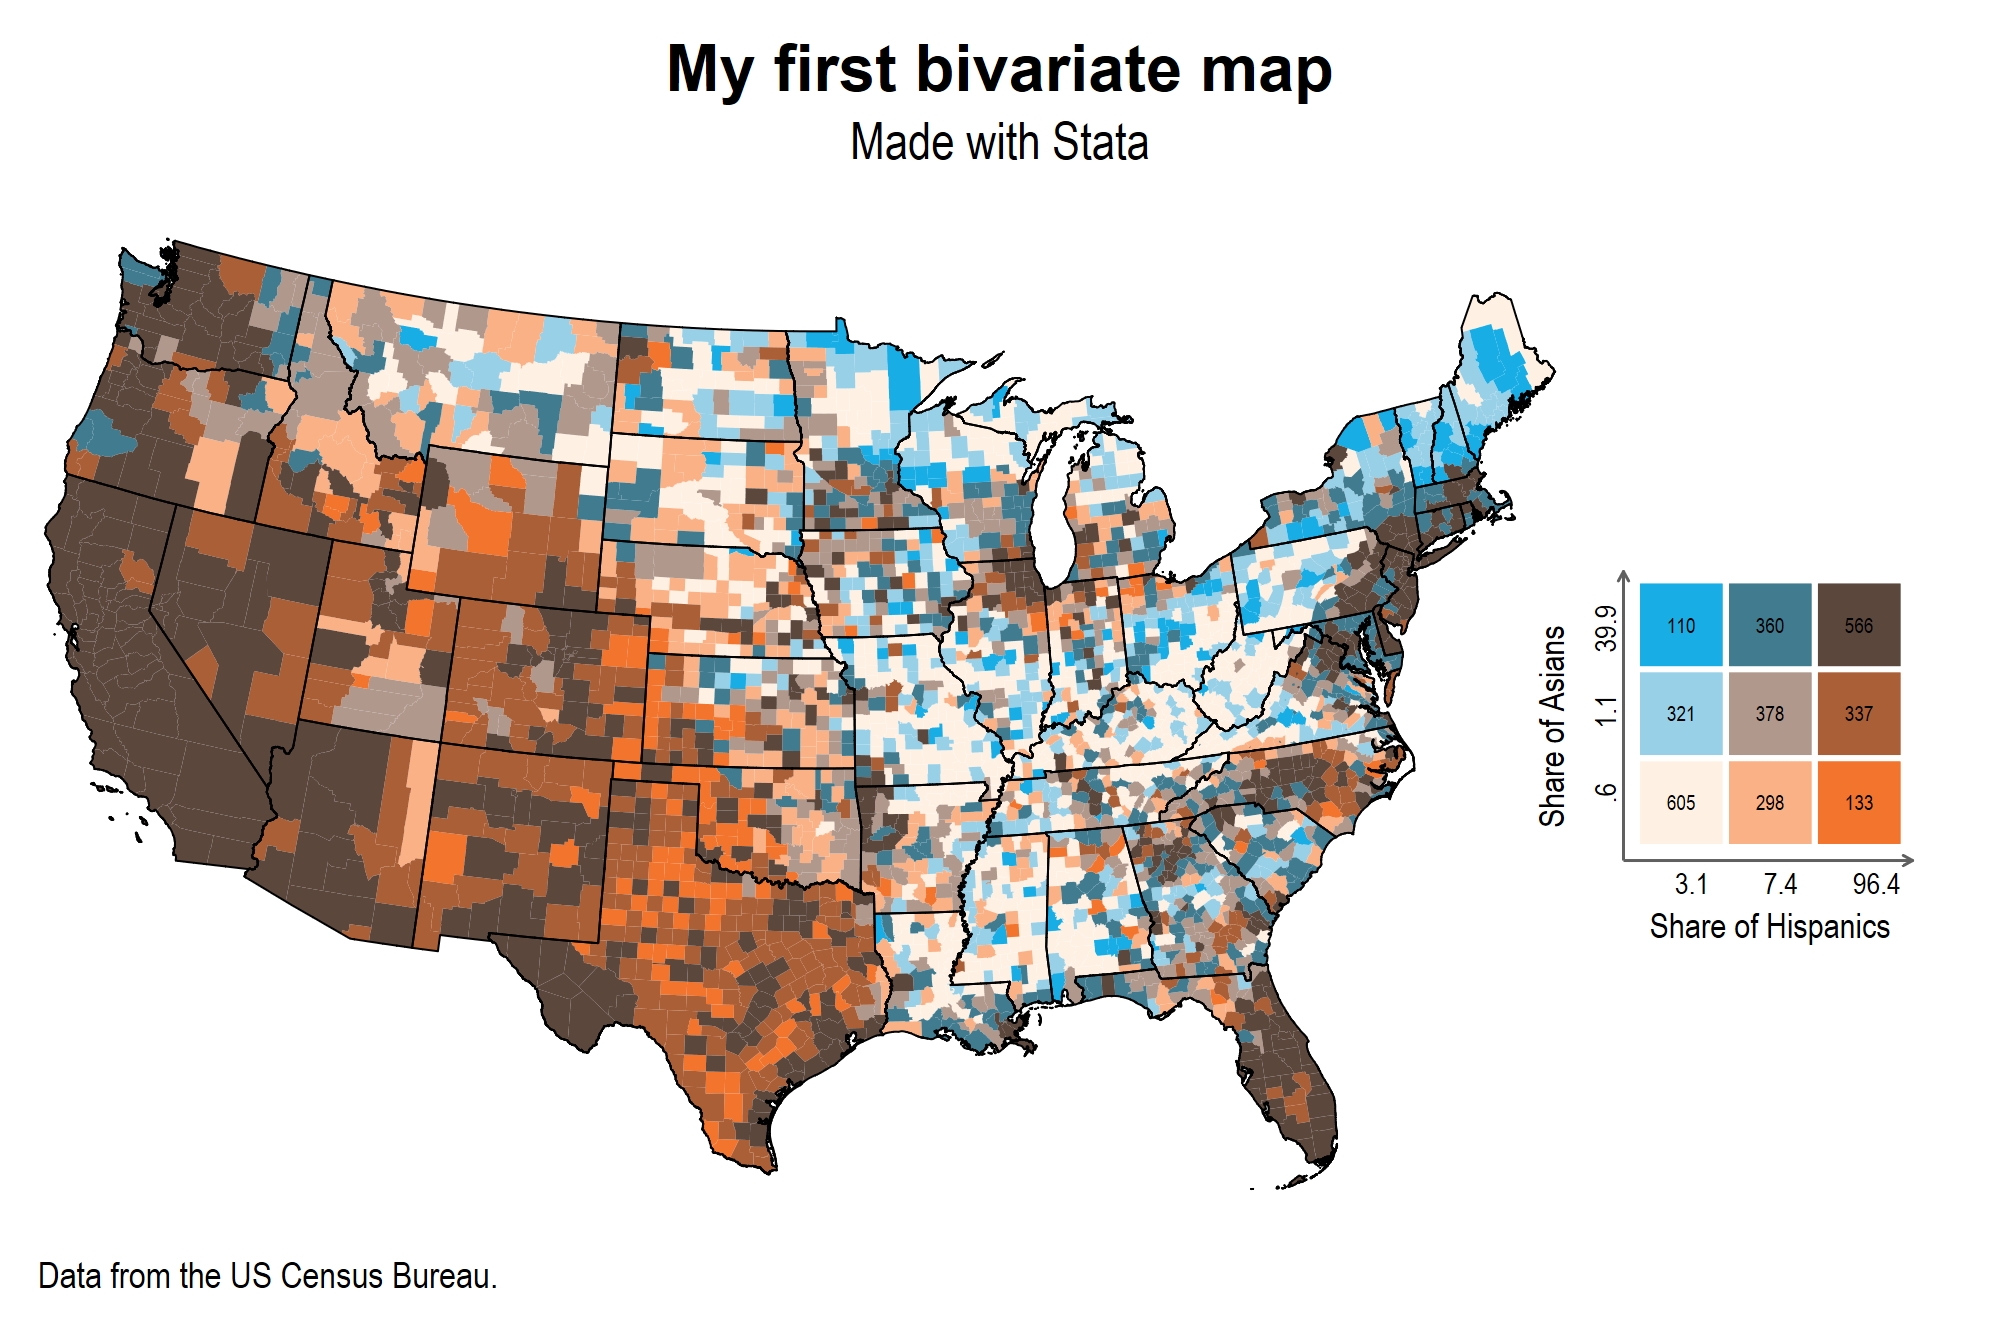 My first bivariate map
Made with Stata
Share of Asians
39.9
1.1
.6
110 360 566
321 378 337
605 298 133
3.1 7.4 96.4
Share of Hispanics
Data from the US Census Bureau.